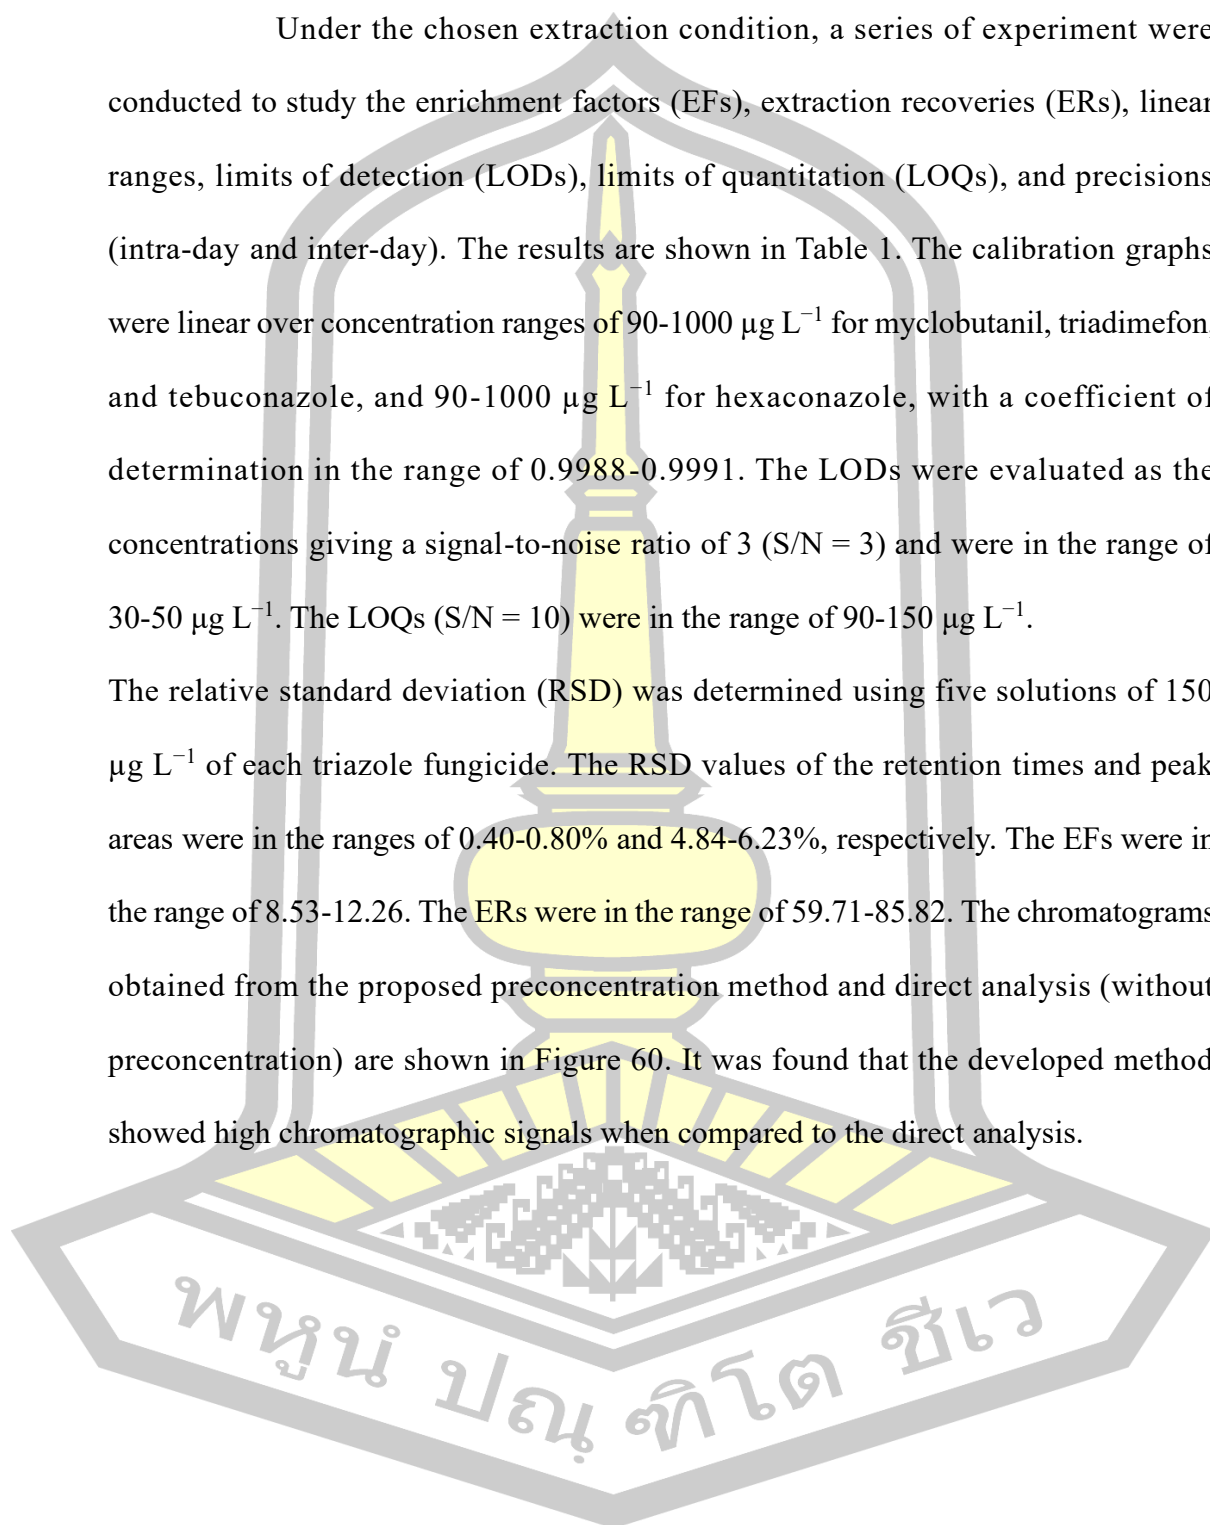 Under the chosen extraction condition, a series of experiment were
conducted to study the enrichment factors (EFs), extraction recoveries (ERs), linear
ranges, limits of detection (LODs), limits of quantitation (LOQs), and precisions
(intra-day and inter-day). The results are shown in Table 1. The calibration graphs
were linear over concentration ranges of 90-1000 µg L⁻¹ for myclobutanil, triadimefon,
and tebuconazole, and 90-1000 µg L⁻¹ for hexaconazole, with a coefficient of
determination in the range of 0.9988-0.9991. The LODs were evaluated as the
concentrations giving a signal-to-noise ratio of 3 (S/N = 3) and were in the range of
30-50 µg L⁻¹. The LOQs (S/N = 10) were in the range of 90-150 µg L⁻¹.
The relative standard deviation (RSD) was determined using five solutions of 150
µg L⁻¹ of each triazole fungicide. The RSD values of the retention times and peak
areas were in the ranges of 0.40-0.80% and 4.84-6.23%, respectively. The EFs were in
the range of 8.53-12.26. The ERs were in the range of 59.71-85.82. The chromatograms
obtained from the proposed preconcentration method and direct analysis (without
preconcentration) are shown in Figure 60. It was found that the developed method
showed high chromatographic signals when compared to the direct analysis.
พหูนํ ปณฺ ฑิโต ชีเว